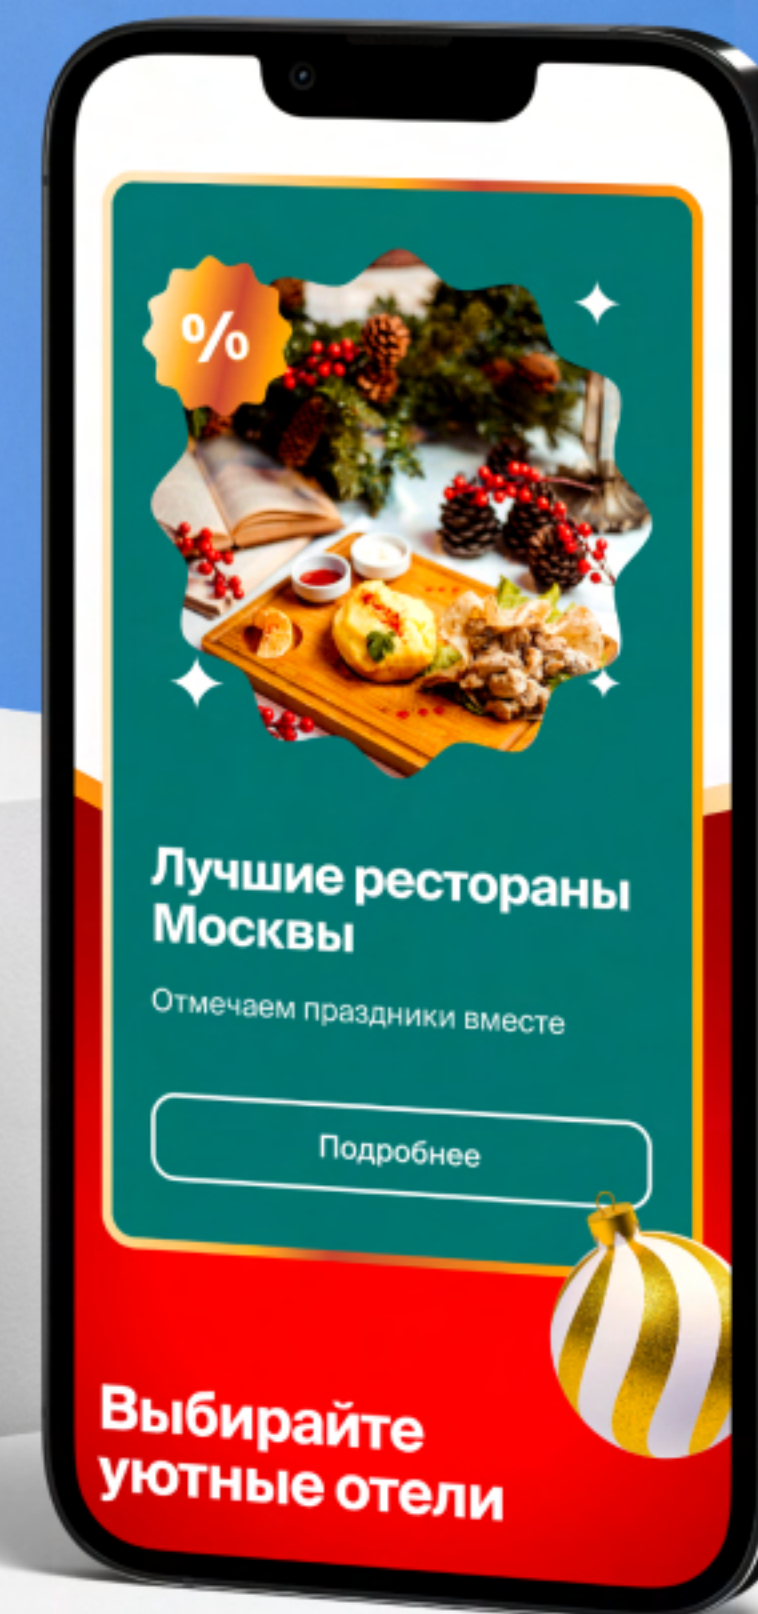 %
Лучшие рестораны
Москвы
Отмечаем праздники вместе
Подробнее
Выбирайте
уютные отели